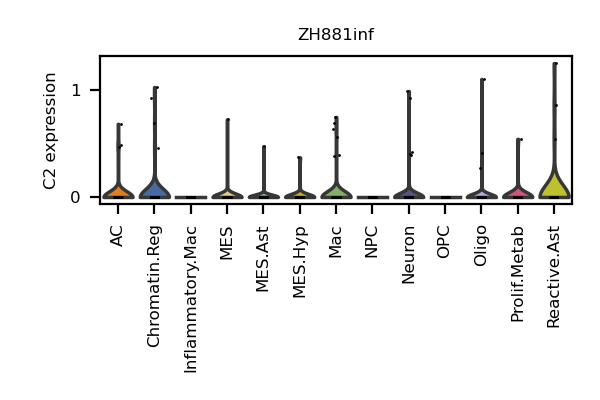 ZH881inf
C2 expression
1
0
AC
Chromatin.Reg
Inflammatory.Mac
MES
MES.Ast
MES.Hyp
Mac
NPC
Neuron
OPC
Oligo
Prolif.Metab
Reactive.Ast